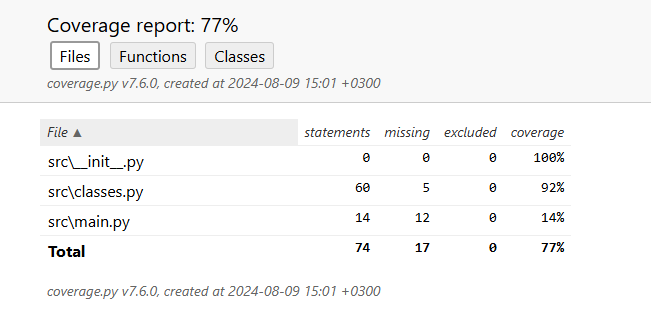 Coverage report: 77%
Files Functions Classes
coverage.py v7.6.0, created at 2024-08-09 15:01 +0300
File ▲ statements missing excluded coverage
src\__init__.py 0 0 0 100%
src\classes.py 60 5 0 92%
src\main.py 14 12 0 14%
Total 74 17 0 77%
coverage.py v7.6.0, created at 2024-08-09 15:01 +0300